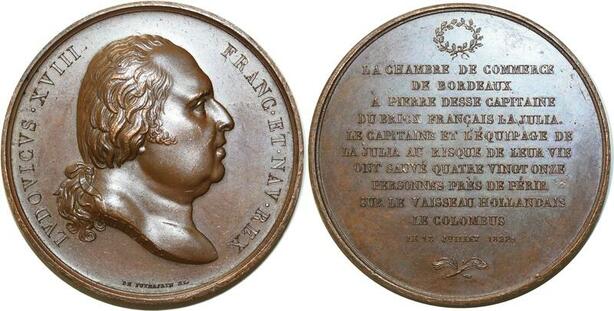 LVDOVICVS·XVIII. FRANC·ET·NAV·REX
LA CHAMBRE DE COMMERCE
DE BORDEAUX
A PIERRE DESSE CAPITAINE
DU BRICK FRANÇAIS LA JULIA.
LE CAPITAINE ET L'ÉQUIPAGE DE
LA JULIA AU RISQUE DE LEUR VIE
ONT SAUVÉ QUATRE VINGT ONZE
PERSONNES PRÈS DE PÉRIR
SUR LE VAISSEAU HOLLANDAIS
LE COLOMBUS
JUILLET 1822.